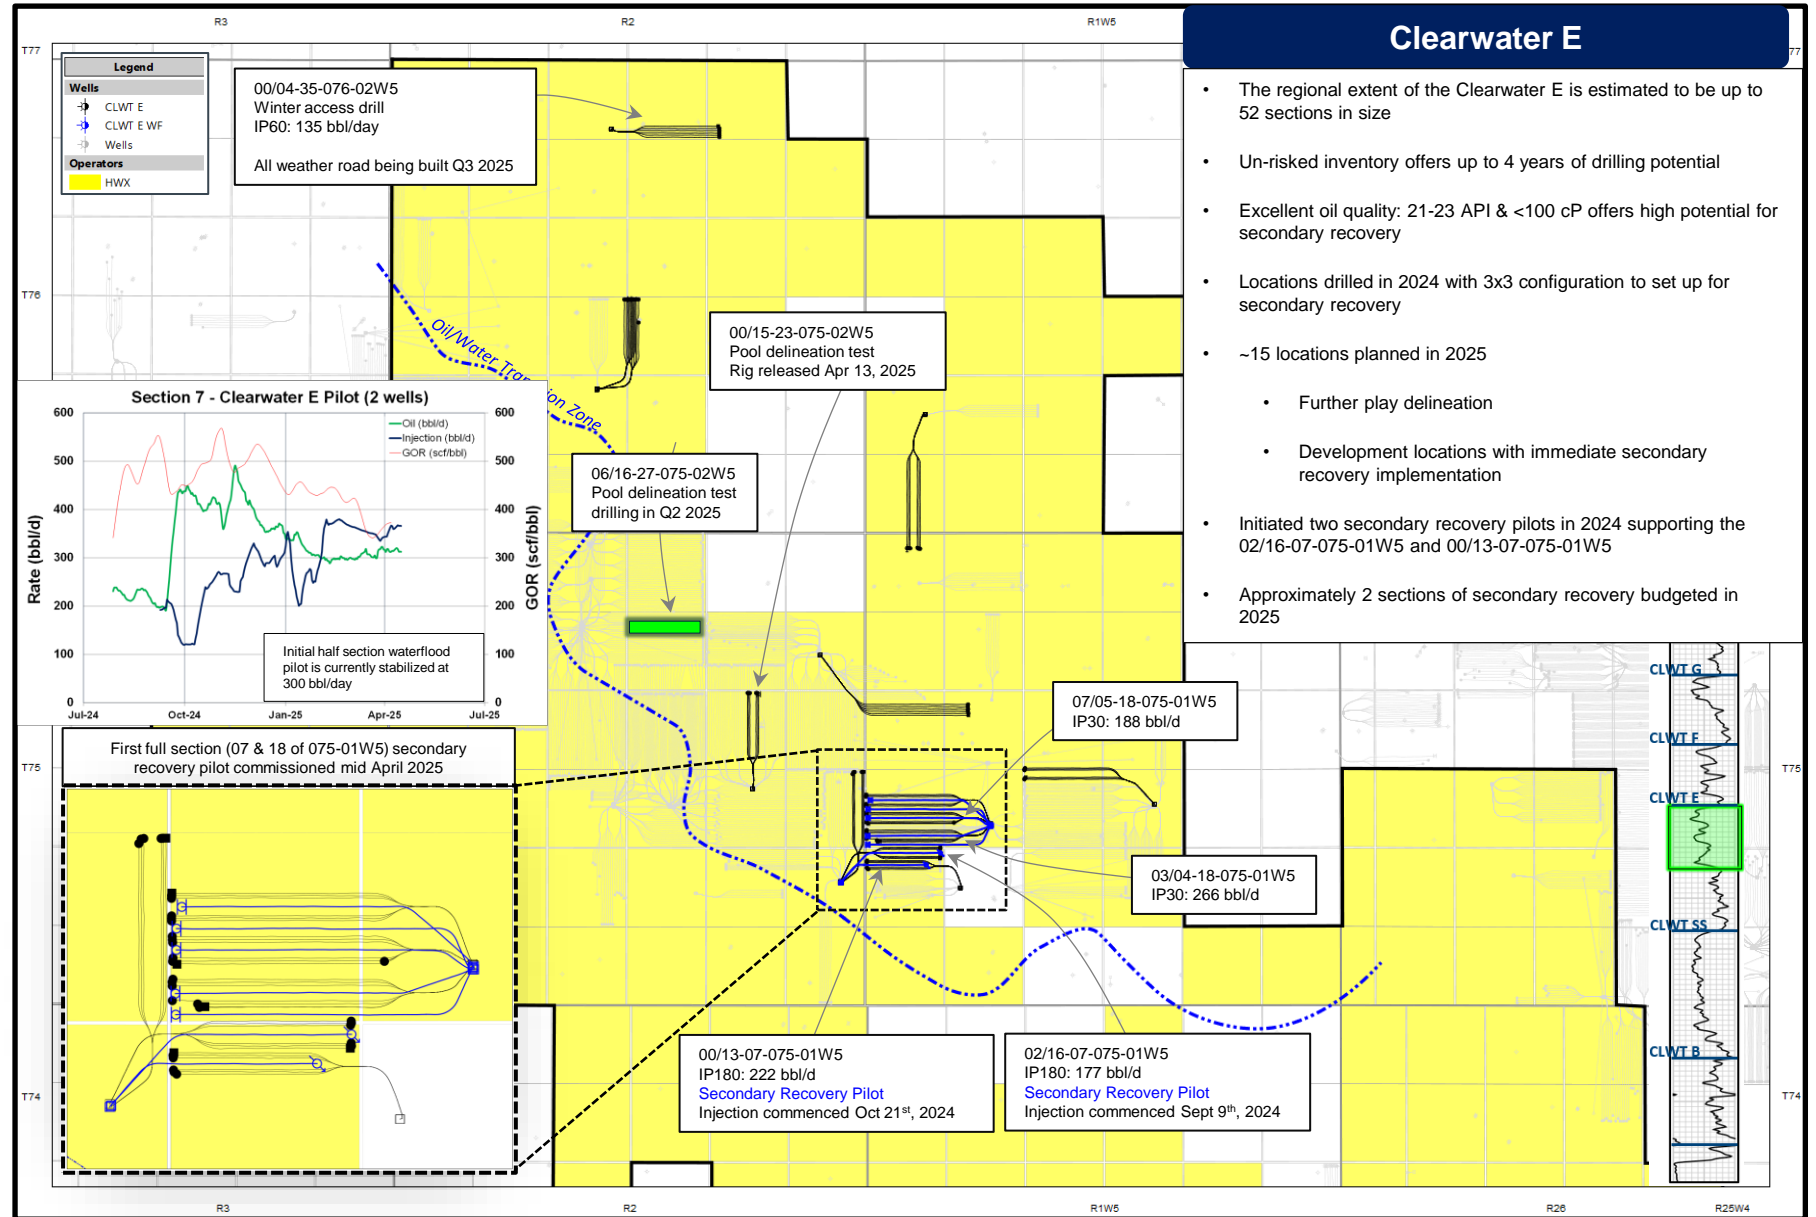 R3
R2
R1W5
T77
77
Clearwater E
Legend
Wells
CLWT E
CLWT E WF
Wells
Operators
HWX
00/04-35-076-02W5
Winter access drill
IP60: 135 bbl/day
All weather road being built Q3 2025
• The regional extent of the Clearwater E is estimated to be up to
52 sections in size
• Un-risked inventory offers up to 4 years of drilling potential
• Excellent oil quality: 21-23 API & <100 cP offers high potential for
secondary recovery
• Locations drilled in 2024 with 3x3 configuration to set up for
secondary recovery
• ~15 locations planned in 2025
• Further play delineation
• Development locations with immediate secondary
recovery implementation
• Initiated two secondary recovery pilots in 2024 supporting the
02/16-07-075-01W5 and 00/13-07-075-01W5
• Approximately 2 sections of secondary recovery budgeted in
2025
T76
Oil/Water Transition Zone
00/15-23-075-02W5
Pool delineation test
Rig released Apr 13, 2025
06/16-27-075-02W5
Pool delineation test
drilling in Q2 2025
Section 7 - Clearwater E Pilot (2 wells)
Oil (bbl/d)
Injection (bbl/d)
GOR (scf/bbl)
600
500
400
300
200
100
0
Rate (bbl/d)
600
500
400
300
200
100
0
GOR (scf/bbl)
Initial half section waterflood
pilot is currently stabilized at
300 bbl/day
Jul-24
Oct-24
Jan-25
Apr-25
Jul-25
First full section (07 & 18 of 075-01W5) secondary
recovery pilot commissioned mid April 2025
07/05-18-075-01W5
IP30: 188 bbl/d
03/04-18-075-01W5
IP30: 266 bbl/d
00/13-07-075-01W5
IP180: 222 bbl/d
Secondary Recovery Pilot
Injection commenced Oct 21st, 2024
02/16-07-075-01W5
IP180: 177 bbl/d
Secondary Recovery Pilot
Injection commenced Sept 9th, 2024
CLWT G
CLWT F
CLWT E
CLWT SS
CLWT B
T75
T75
T74
T74
R3
R2
R1W5
R26
R25W4